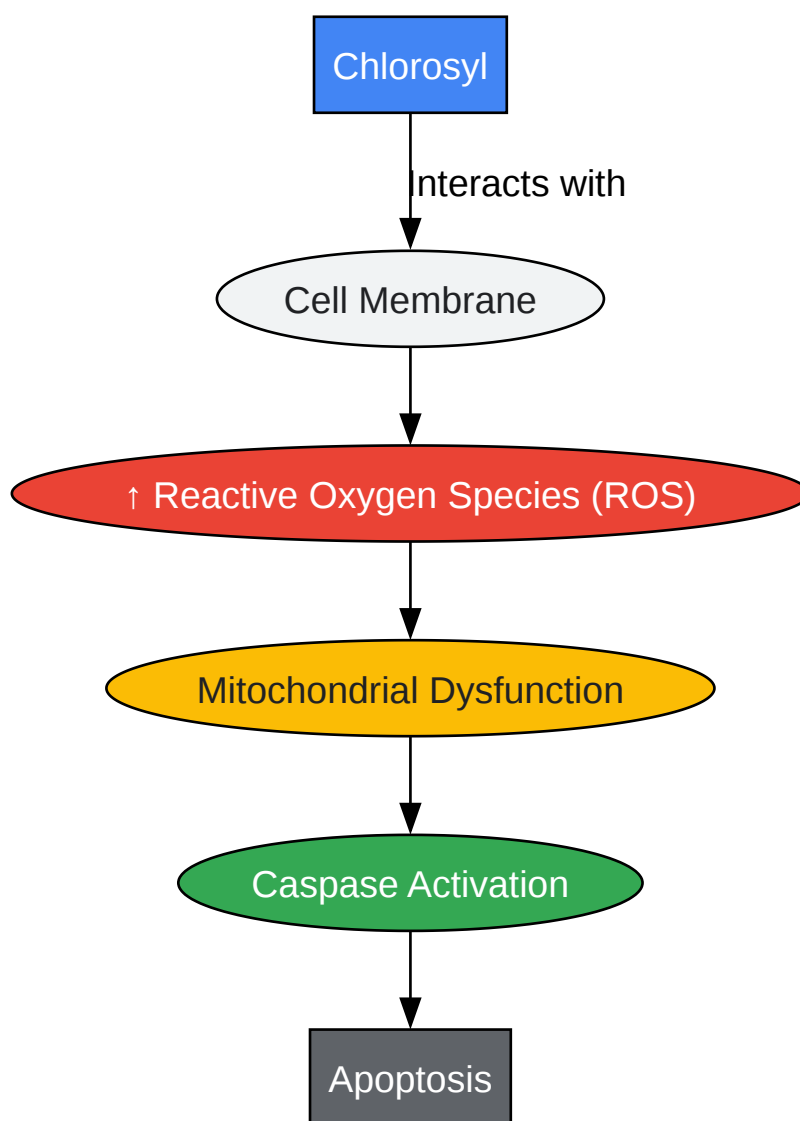 Chlorosyl
Interacts with
Cell Membrane
↑ Reactive Oxygen Species (ROS)
Mitochondrial Dysfunction
Caspase Activation
Apoptosis